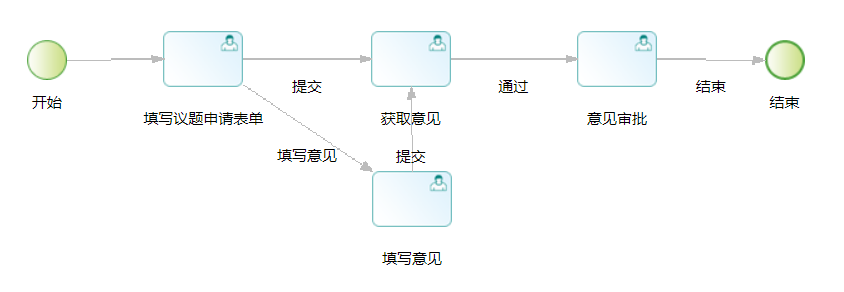 开始
填写议题申请表单
提交
获取意见
通过
意见审批
结束
结束
填写意见
提交
填写意见